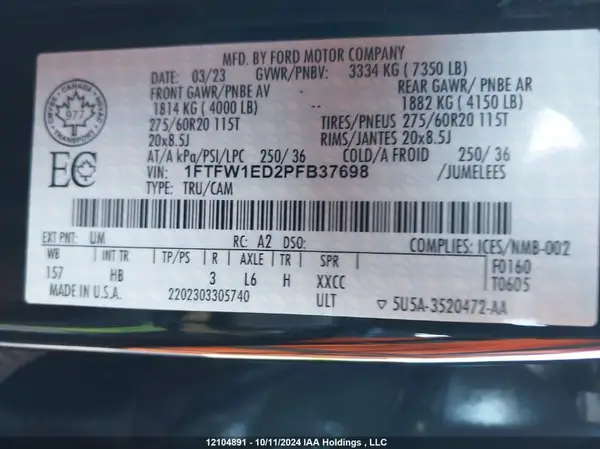 MFD. BY FORD MOTOR COMPANY
DATE: 03/23 GVWR/PNBV: 3334 KG ( 7350 LB)
FRONT GAWR/ PNBE AV REAR GAWR/ PNBE AR
1814 KG ( 4000 LB) 1882 KG ( 4150 LB)
275/60R20 115T TIRES/PNEUS 275/60R20 115T
20x8.5J RIMS/JANTES 20x8.5J
AT/A kPa/PSI/LPC 250/ 36 COLD/A FROID 250/ 36
VIN: 1FTFW1ED2PFB37698 /JUMELEES
TYPE: TRU/CAM
CANADA
TRANSPORT
977
EC
EXT PNT: UM RC: A2 DSO: COMPLIES: ICES/NMB-002
WB INT TR TP/PS R AXLE TR SPR F0160
157 HB 3 L6 H XXCC T0605
MADE IN U.S.A. 2202303305740 ULT ▽ 5U5A-3520472-AA
12104891 - 10/11/2024 IAA Holdings , LLC